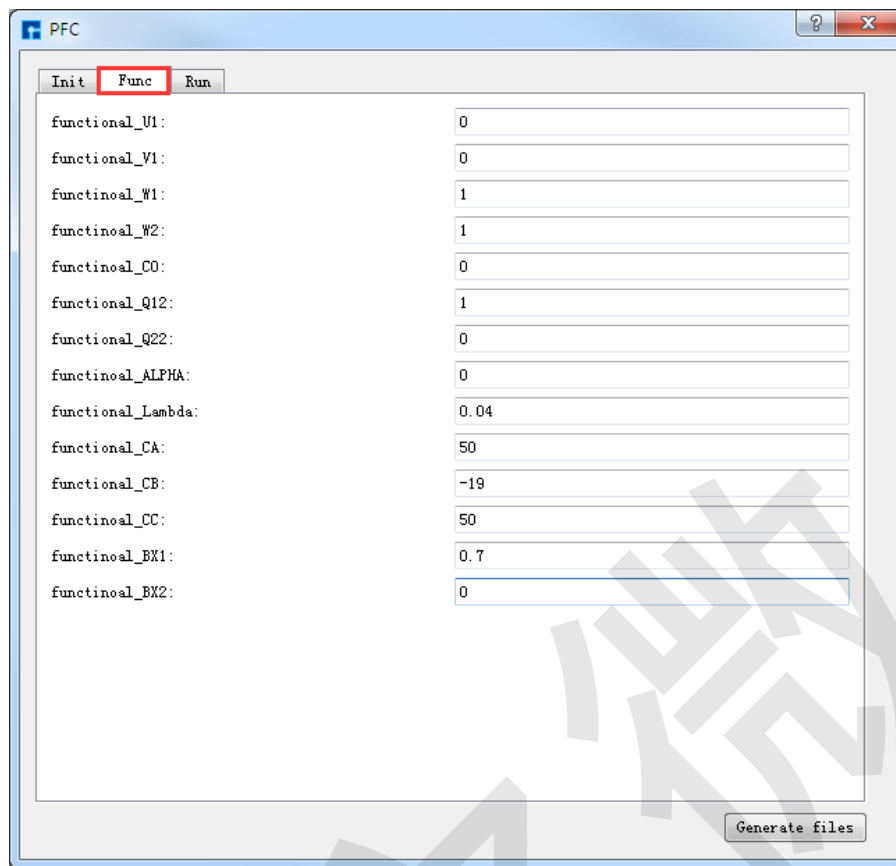 PFC
Init Func Run
functional_U1: 0
functional_V1: 0
functinoal_W1: 1
functinoal_W2: 1
functinoal_CO: 0
functional_Q12: 1
functional_Q22: 0
functinoal_ALPHA: 0
functional_Lambda: 0.04
functional_CA: 50
functional_CB: -19
functinoal_CC: 50
functinoal_BX1: 0.7
functinoal_BX2: 0
Generate files